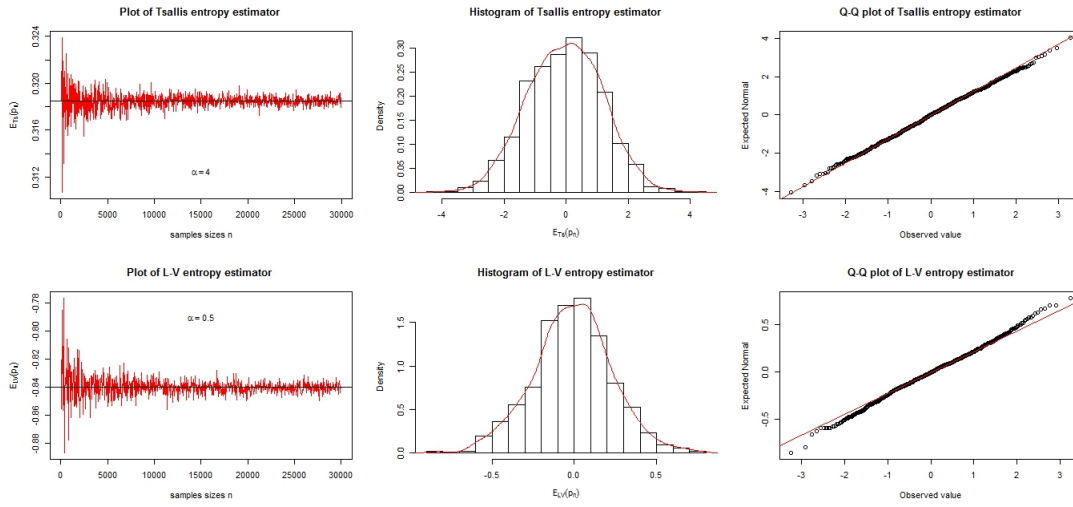 Plot of Tsallis entropy estimator
E_Ts(p_n)
0.324
0.320
0.316
0.312
α = 4
0 5000 10000 15000 20000 25000 30000
samples sizes n
Histogram of Tsallis entropy estimator
Density
0.30
0.25
0.20
0.15
0.10
0.05
0.00
-4 -2 0 2 4
E_Ts(p_n)
Q-Q plot of Tsallis entropy estimator
Expected Normal
4
2
0
-2
-4
-3 -2 -1 0 1 2 3
Observed value
Plot of L-V entropy estimator
E_LV(p_n)
-0.78
-0.80
-0.82
-0.84
-0.86
-0.88
α = 0.5
0 5000 10000 15000 20000 25000 30000
samples sizes n
Histogram of L-V entropy estimator
Density
1.5
1.0
0.5
0.0
-0.5 0.0 0.5
E_LV(p_n)
Q-Q plot of L-V entropy estimator
Expected Normal
0.5
0.0
-0.5
-3 -2 -1 0 1 2 3
Observed value